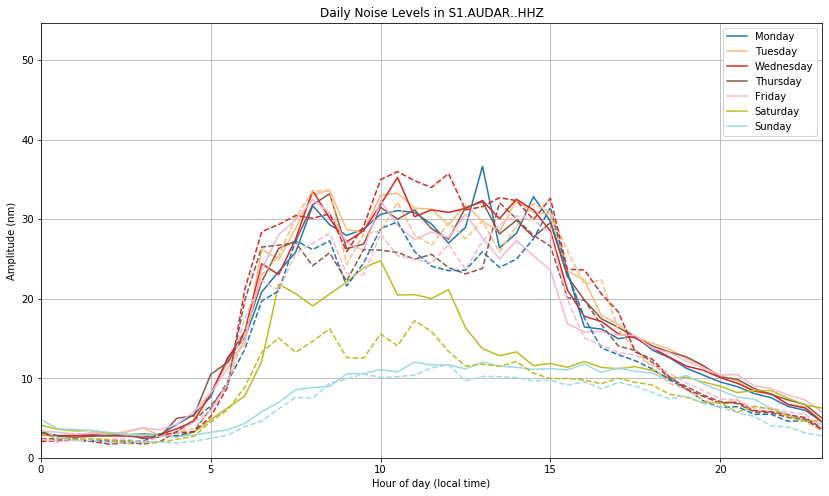 Daily Noise Levels in S1.AUDAR..HHZ
Amplitude (nm)
50
40
30
20
10
0
Monday
Tuesday
Wednesday
Thursday
Friday
Saturday
Sunday
0 5 10 15 20
Hour of day (local time)